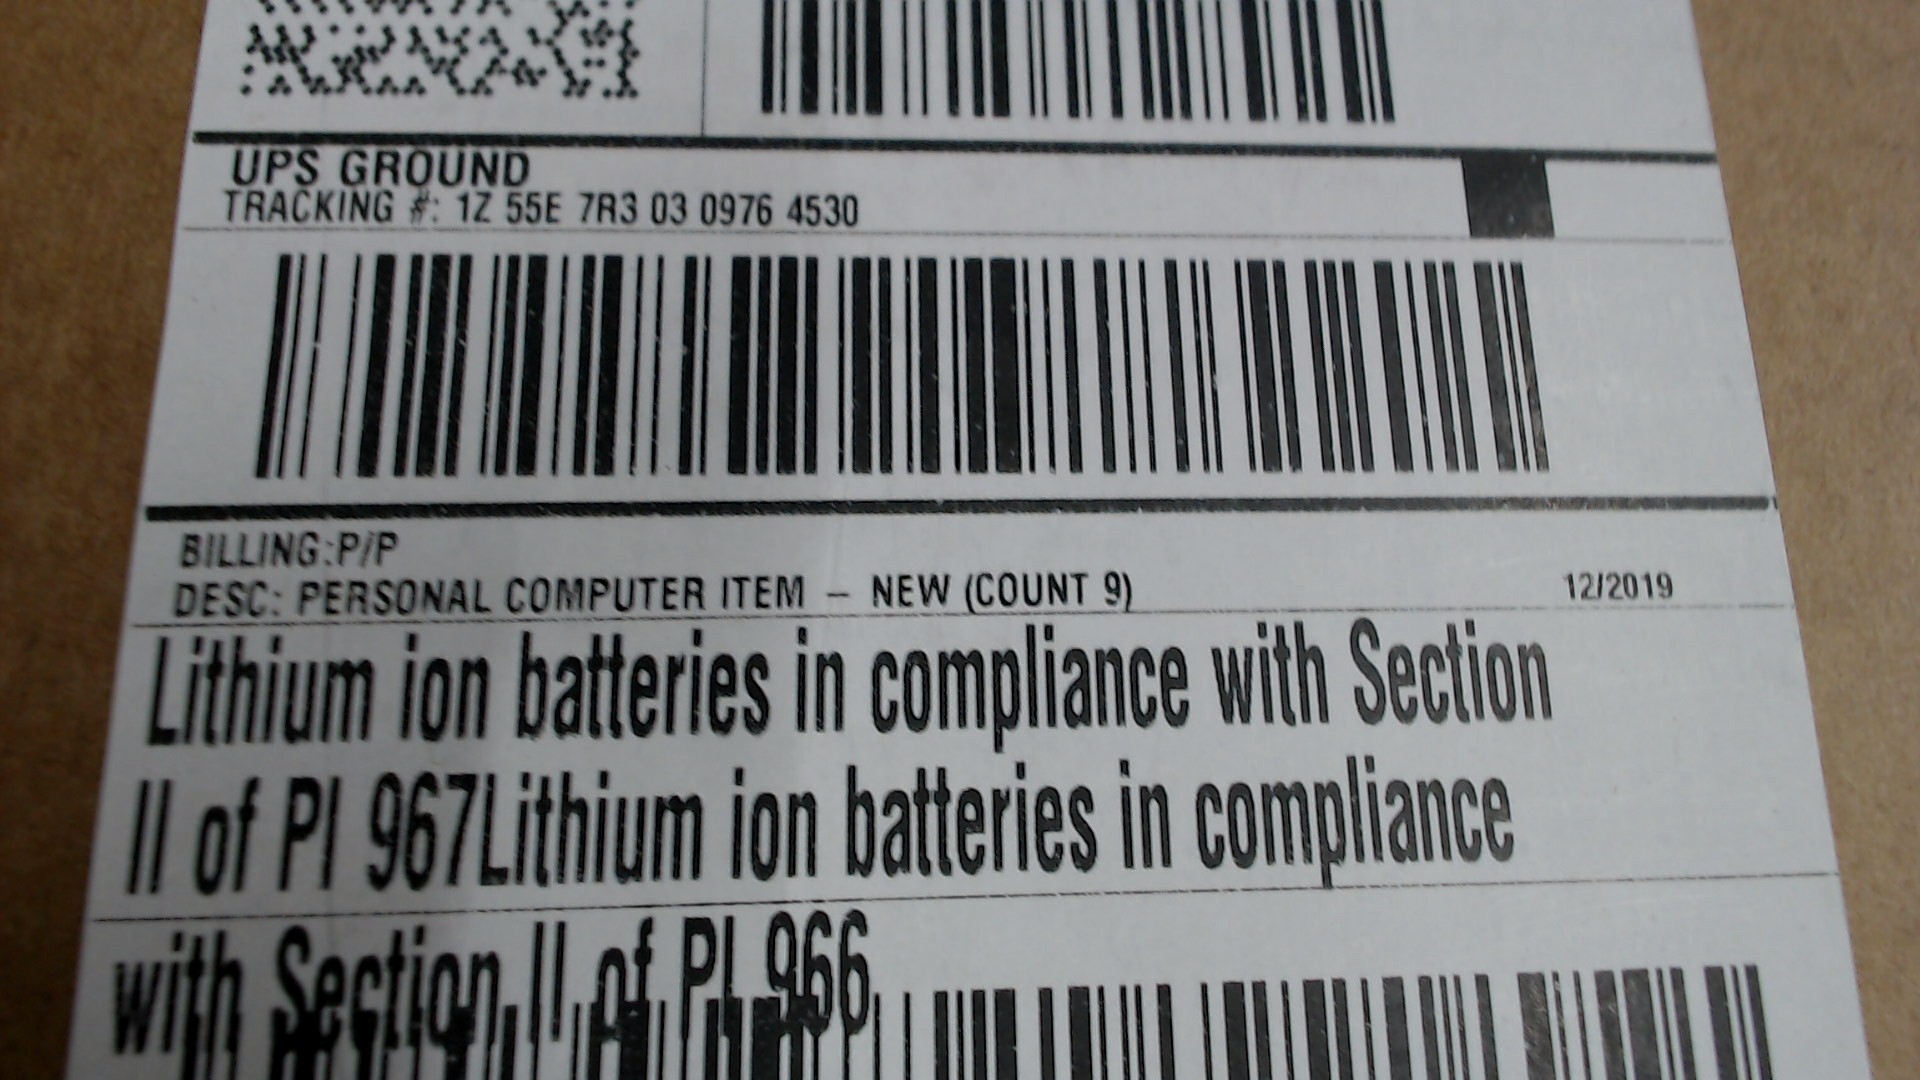 UPS GROUND
TRACKING #: 1Z 55E 7R3 03 0976 4530
BILLING:P/P
DESC: PERSONAL COMPUTER ITEM – NEW (COUNT 9)
12/2019
Lithium ion batteries in compliance with Section
II of PI 967Lithium ion batteries in compliance
with Section II of PI 966